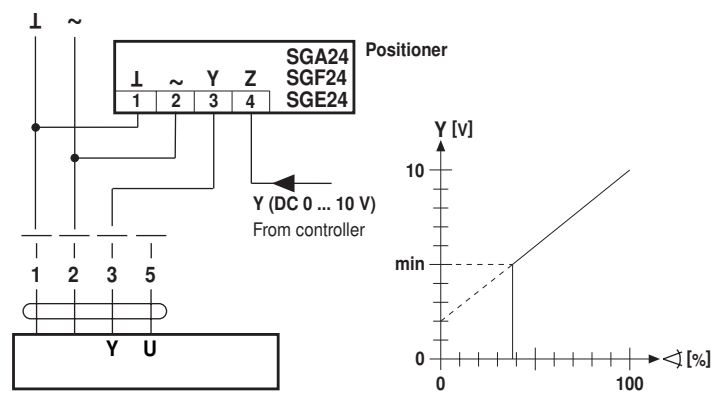 ⊥ ~
SGA24 Positioner
⊥ ~ Y Z SGF24
1 2 3 4 SGE24
Y (DC 0 ... 10 V)
From controller
1 2 3 5
Y U
Y [V]
10
min
0
0 100
[%]